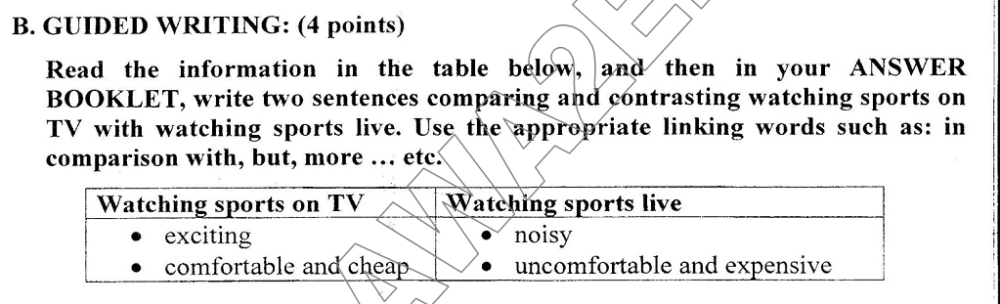 B. GUIDED WRITING: (4 points)
Read the information in the table below, and then in your ANSWER
BOOKLET, write two sentences comparing and contrasting watching sports on
TV with watching sports live. Use the appropriate linking words such as: in
comparison with, but, more ... etc.
Watching sports on TV Watching sports live
• exciting • noisy
• comfortable and cheap • uncomfortable and expensive